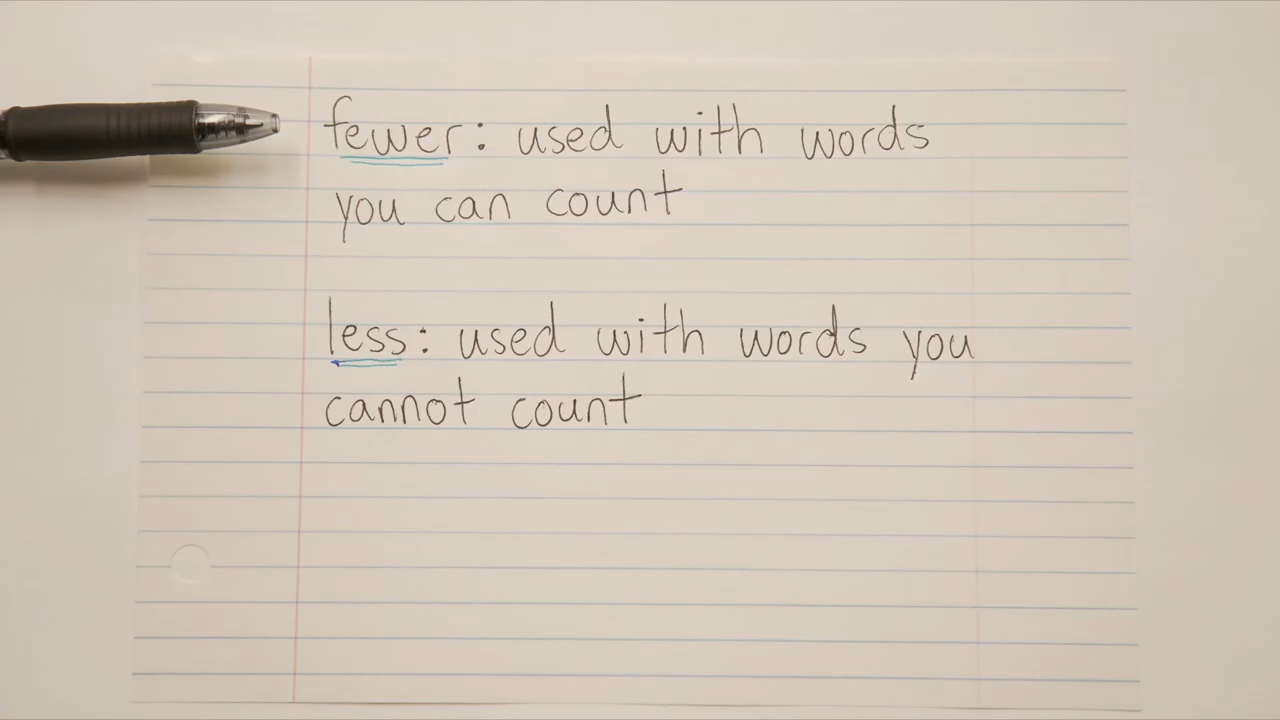 fewer: used with words
you can count
less: used with words you
cannot count